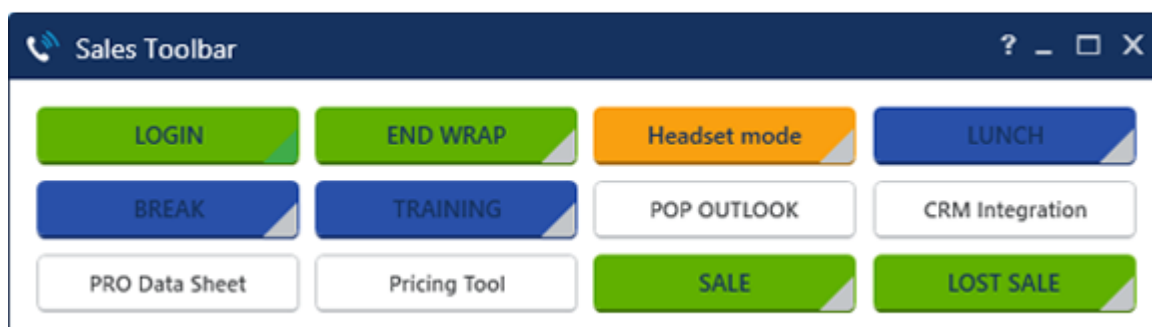 Sales Toolbar ?
LOGIN END WRAP Headset mode LUNCH
BREAK TRAINING POP OUTLOOK CRM Integration
PRO Data Sheet Pricing Tool SALE LOST SALE